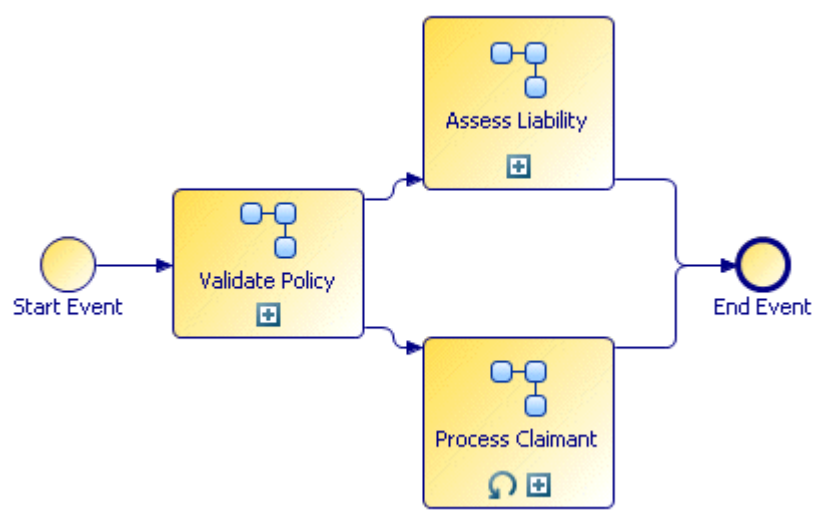 Assess Liability
Validate Policy
Start Event
End Event
Process Claimant